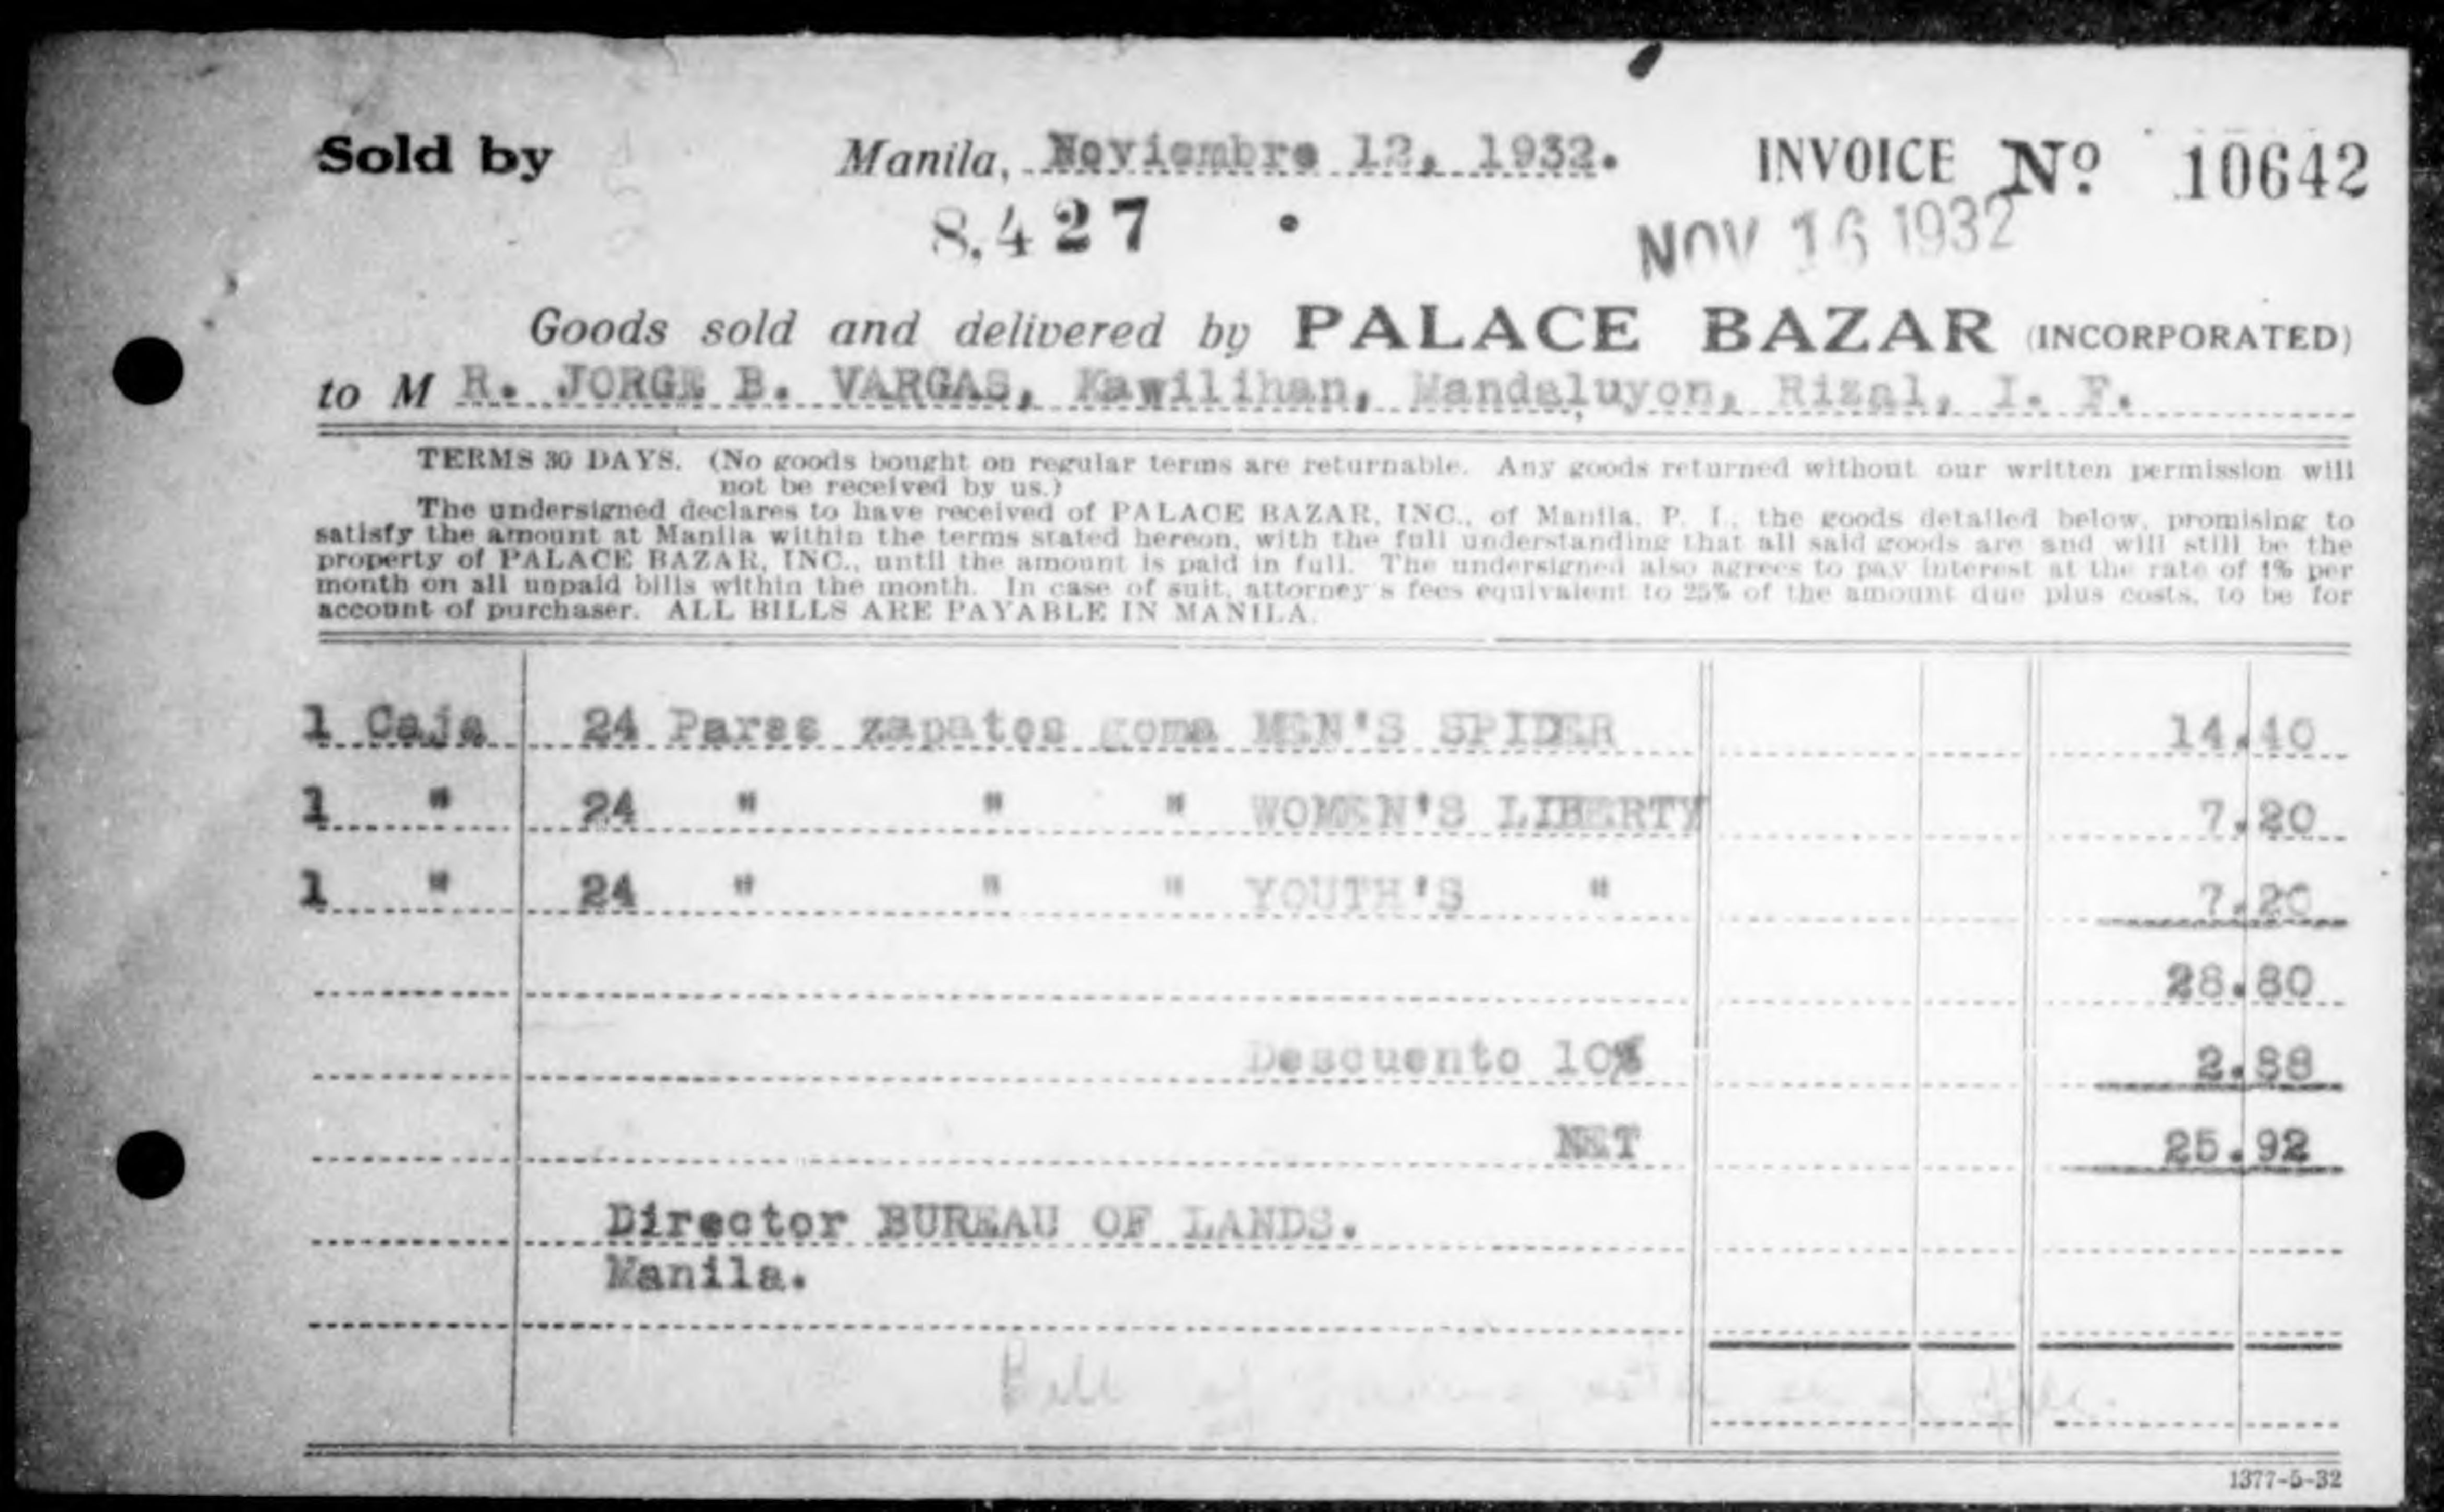 Sold by Manila, Noviembre 12, 1932. INVOICE Nº 10642
8,427 NOV 16 1932
Goods sold and delivered by PALACE BAZAR (INCORPORATED)
to M R. JORGE B. VARGAS, Kawilihan, Mandaluyon, Rizal, I. F.
TERMS 30 DAYS. (No goods bought on regular terms are returnable. Any goods returned without our written permission will
not be received by us.)
The undersigned declares to have received of PALACE BAZAR, INC., of Manila, P. I., the goods detailed below, promising to
satisfy the amount at Manila within the terms stated hereon, with the full understanding that all said goods are and will still be the
property of PALACE BAZAR, INC., until the amount is paid in full. The undersigned also agrees to pay interest at the rate of 1% per
month on all unpaid bills within the month. In case of suit, attorney's fees equivalent to 25% of the amount due plus costs, to be for
account of purchaser. ALL BILLS ARE PAYABLE IN MANILA.
1 Caja 24 Pares zapatos goma MEN'S SPIDER 14.40
1 " 24 " " " WOMEN'S LIBERTY 7.20
1 " 24 " " " YOUTH'S " 7.20
28.80
Descuento 10% 2.88
NET 25.92
Director BUREAU OF LANDS.
Manila.
Bill
1377-5-32